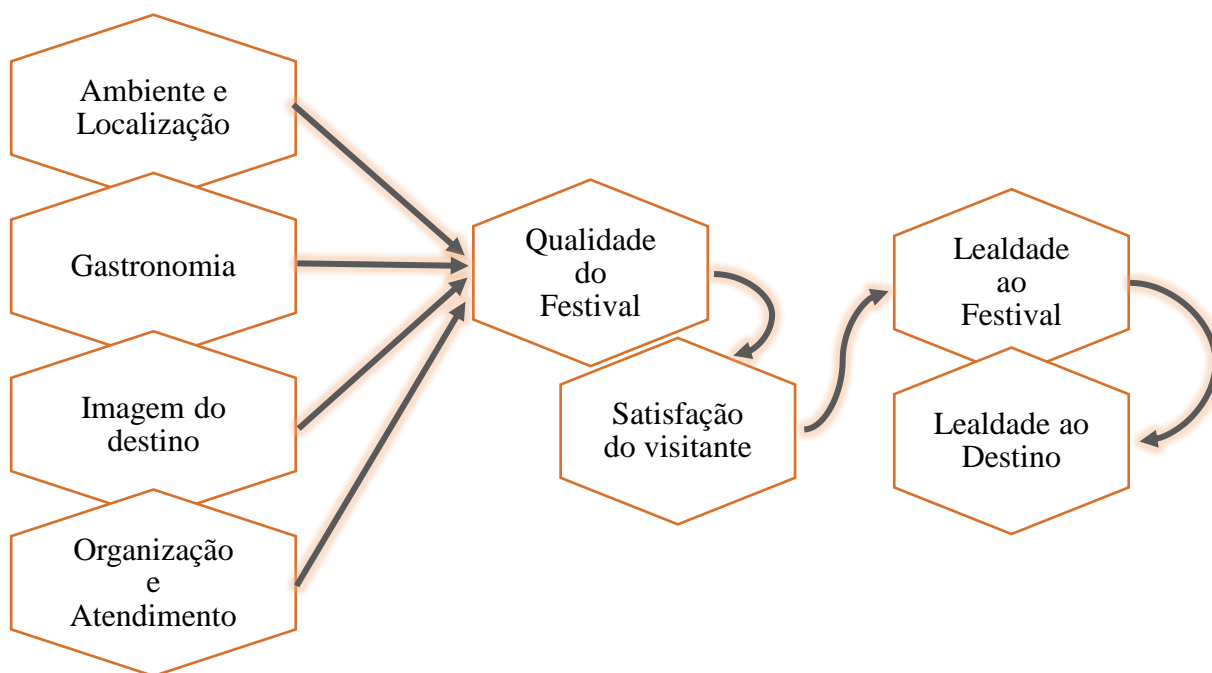 Ambiente e
Localização
Gastronomia
Imagem do
destino
Organização
e
Atendimento
Qualidade
do
Festival
Satisfação
do visitante
Lealdade
ao
Festival
Lealdade ao
Destino